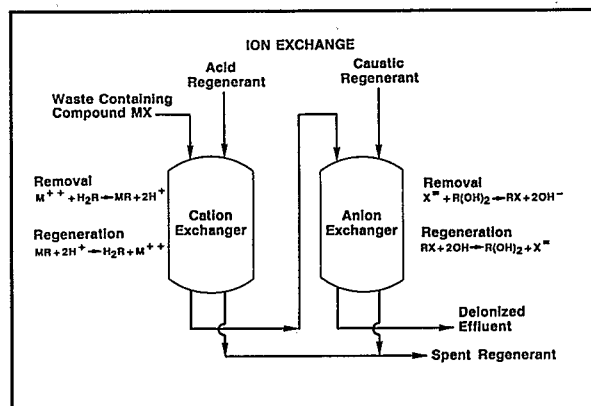 ION EXCHANGE
Acid
Regenerant
Caustic
Regenerant
Waste Containing
Compound MX
Removal
M⁺⁺+H₂R→MR+2H⁺
Regeneration
MR+2H⁺→H₂R+M⁺⁺
Cation
Exchanger
Anion
Exchanger
Removal
X⁼+R(OH)₂→RX+2OH⁻
Regeneration
RX+2OH→R(OH)₂+X⁼
Deionized
Effluent
Spent Regenerant